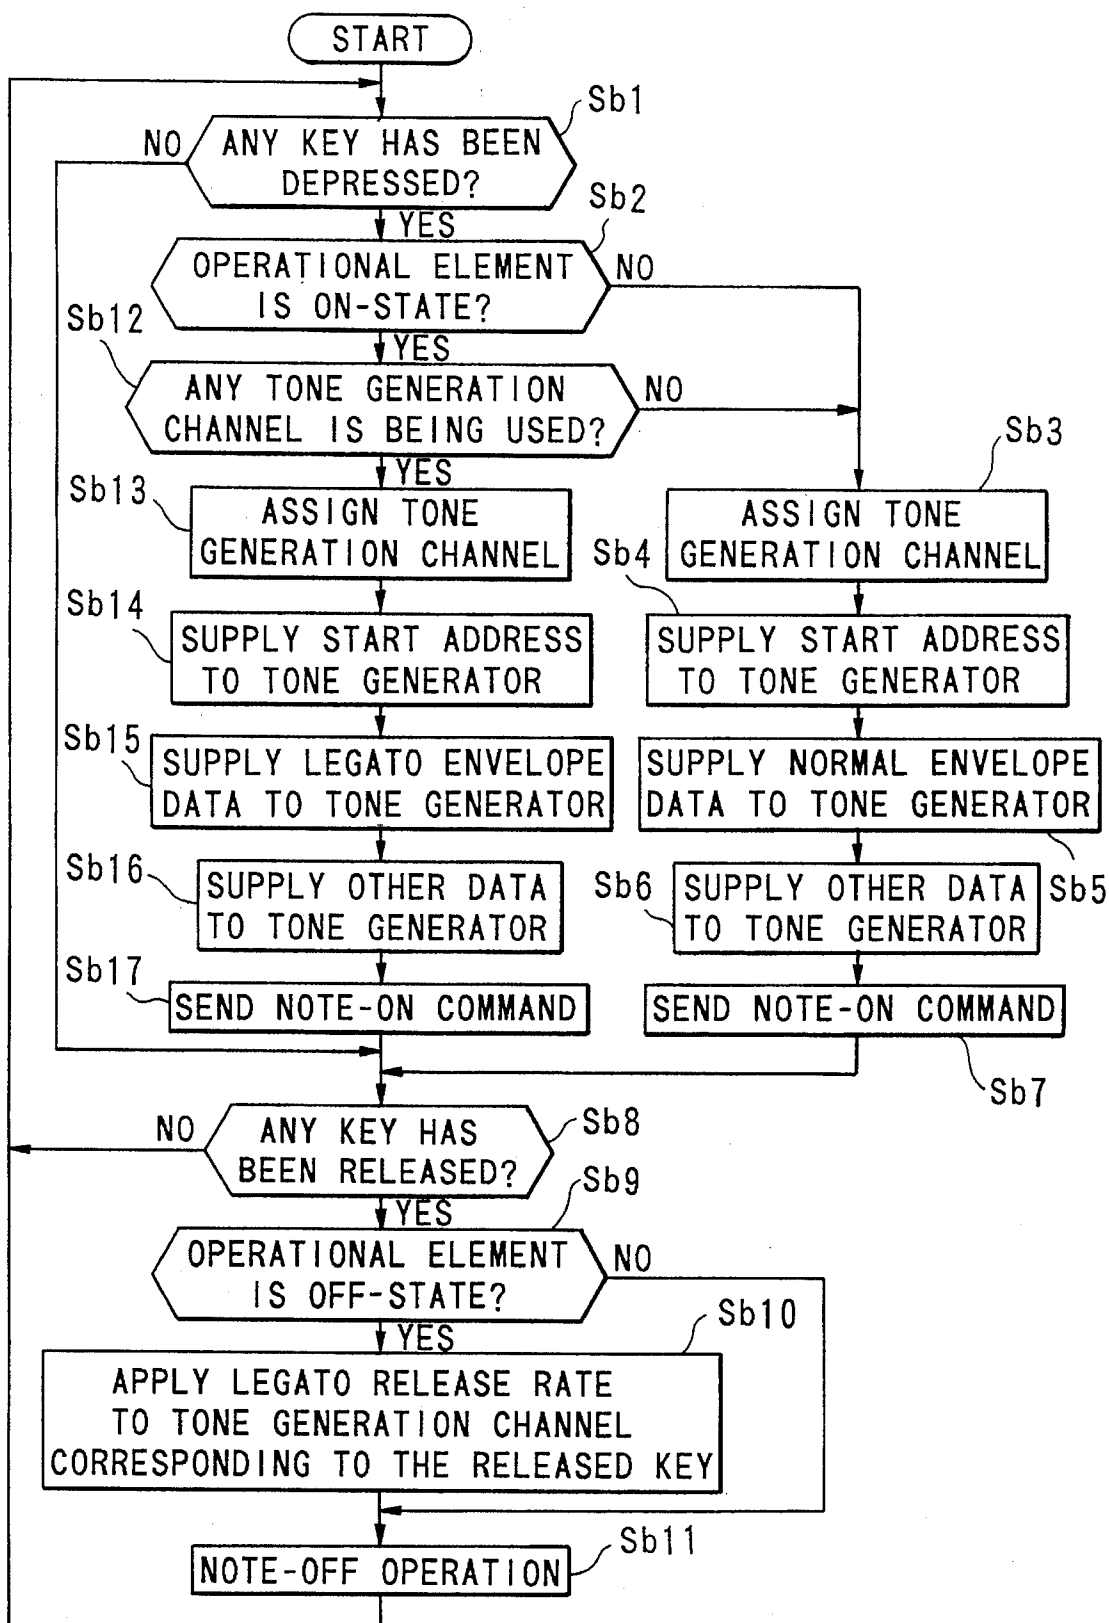 START
Sb1
NO
ANY KEY HAS BEEN
DEPRESSED?
YES
Sb2
OPERATIONAL ELEMENT
IS ON-STATE?
NO
Sb12
YES
ANY TONE GENERATION
CHANNEL IS BEING USED?
NO
Sb3
YES
Sb13
ASSIGN TONE
GENERATION CHANNEL
ASSIGN TONE
GENERATION CHANNEL
Sb4
Sb14
SUPPLY START ADDRESS
TO TONE GENERATOR
SUPPLY START ADDRESS
TO TONE GENERATOR
Sb15
SUPPLY LEGATO ENVELOPE
DATA TO TONE GENERATOR
SUPPLY NORMAL ENVELOPE
DATA TO TONE GENERATOR
Sb5
Sb16
SUPPLY OTHER DATA
TO TONE GENERATOR
Sb6
SUPPLY OTHER DATA
TO TONE GENERATOR
Sb17
SEND NOTE-ON COMMAND
SEND NOTE-ON COMMAND
Sb7
NO
ANY KEY HAS
BEEN RELEASED?
Sb8
YES
Sb9
OPERATIONAL ELEMENT
IS OFF-STATE?
NO
YES
Sb10
APPLY LEGATO RELEASE RATE
TO TONE GENERATION CHANNEL
CORRESPONDING TO THE RELEASED KEY
Sb11
NOTE-OFF OPERATION